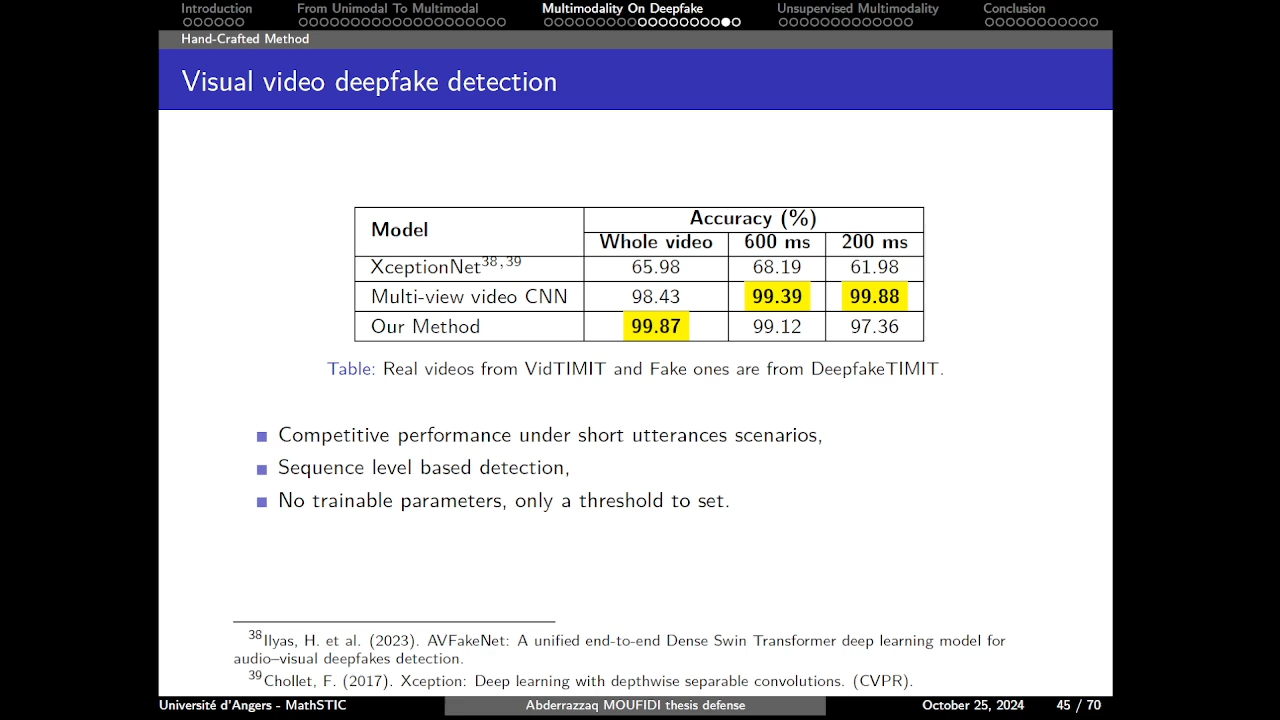 Introduction From Unimodal To Multimodal Multimodality On Deepfake Unsupervised Multimodality Conclusion
Hand-Crafted Method
Visual video deepfake detection
Model Accuracy (%)
Whole video 600 ms 200 ms
XceptionNet38,39 65.98 68.19 61.98
Multi-view video CNN 98.43 99.39 99.88
Our Method 99.87 99.12 97.36
Table: Real videos from VidTIMIT and Fake ones are from DeepfakeTIMIT.
Competitive performance under short utterances scenarios,
Sequence level based detection,
No trainable parameters, only a threshold to set.
38Ilyas, H. et al. (2023). AVFakeNet: A unified end-to-end Dense Swin Transformer deep learning model for
audio–visual deepfakes detection.
39Chollet, F. (2017). Xception: Deep learning with depthwise separable convolutions. (CVPR).
Université d'Angers - MathSTIC Abderrazzaq MOUFIDI thesis defense October 25, 2024 45 / 70